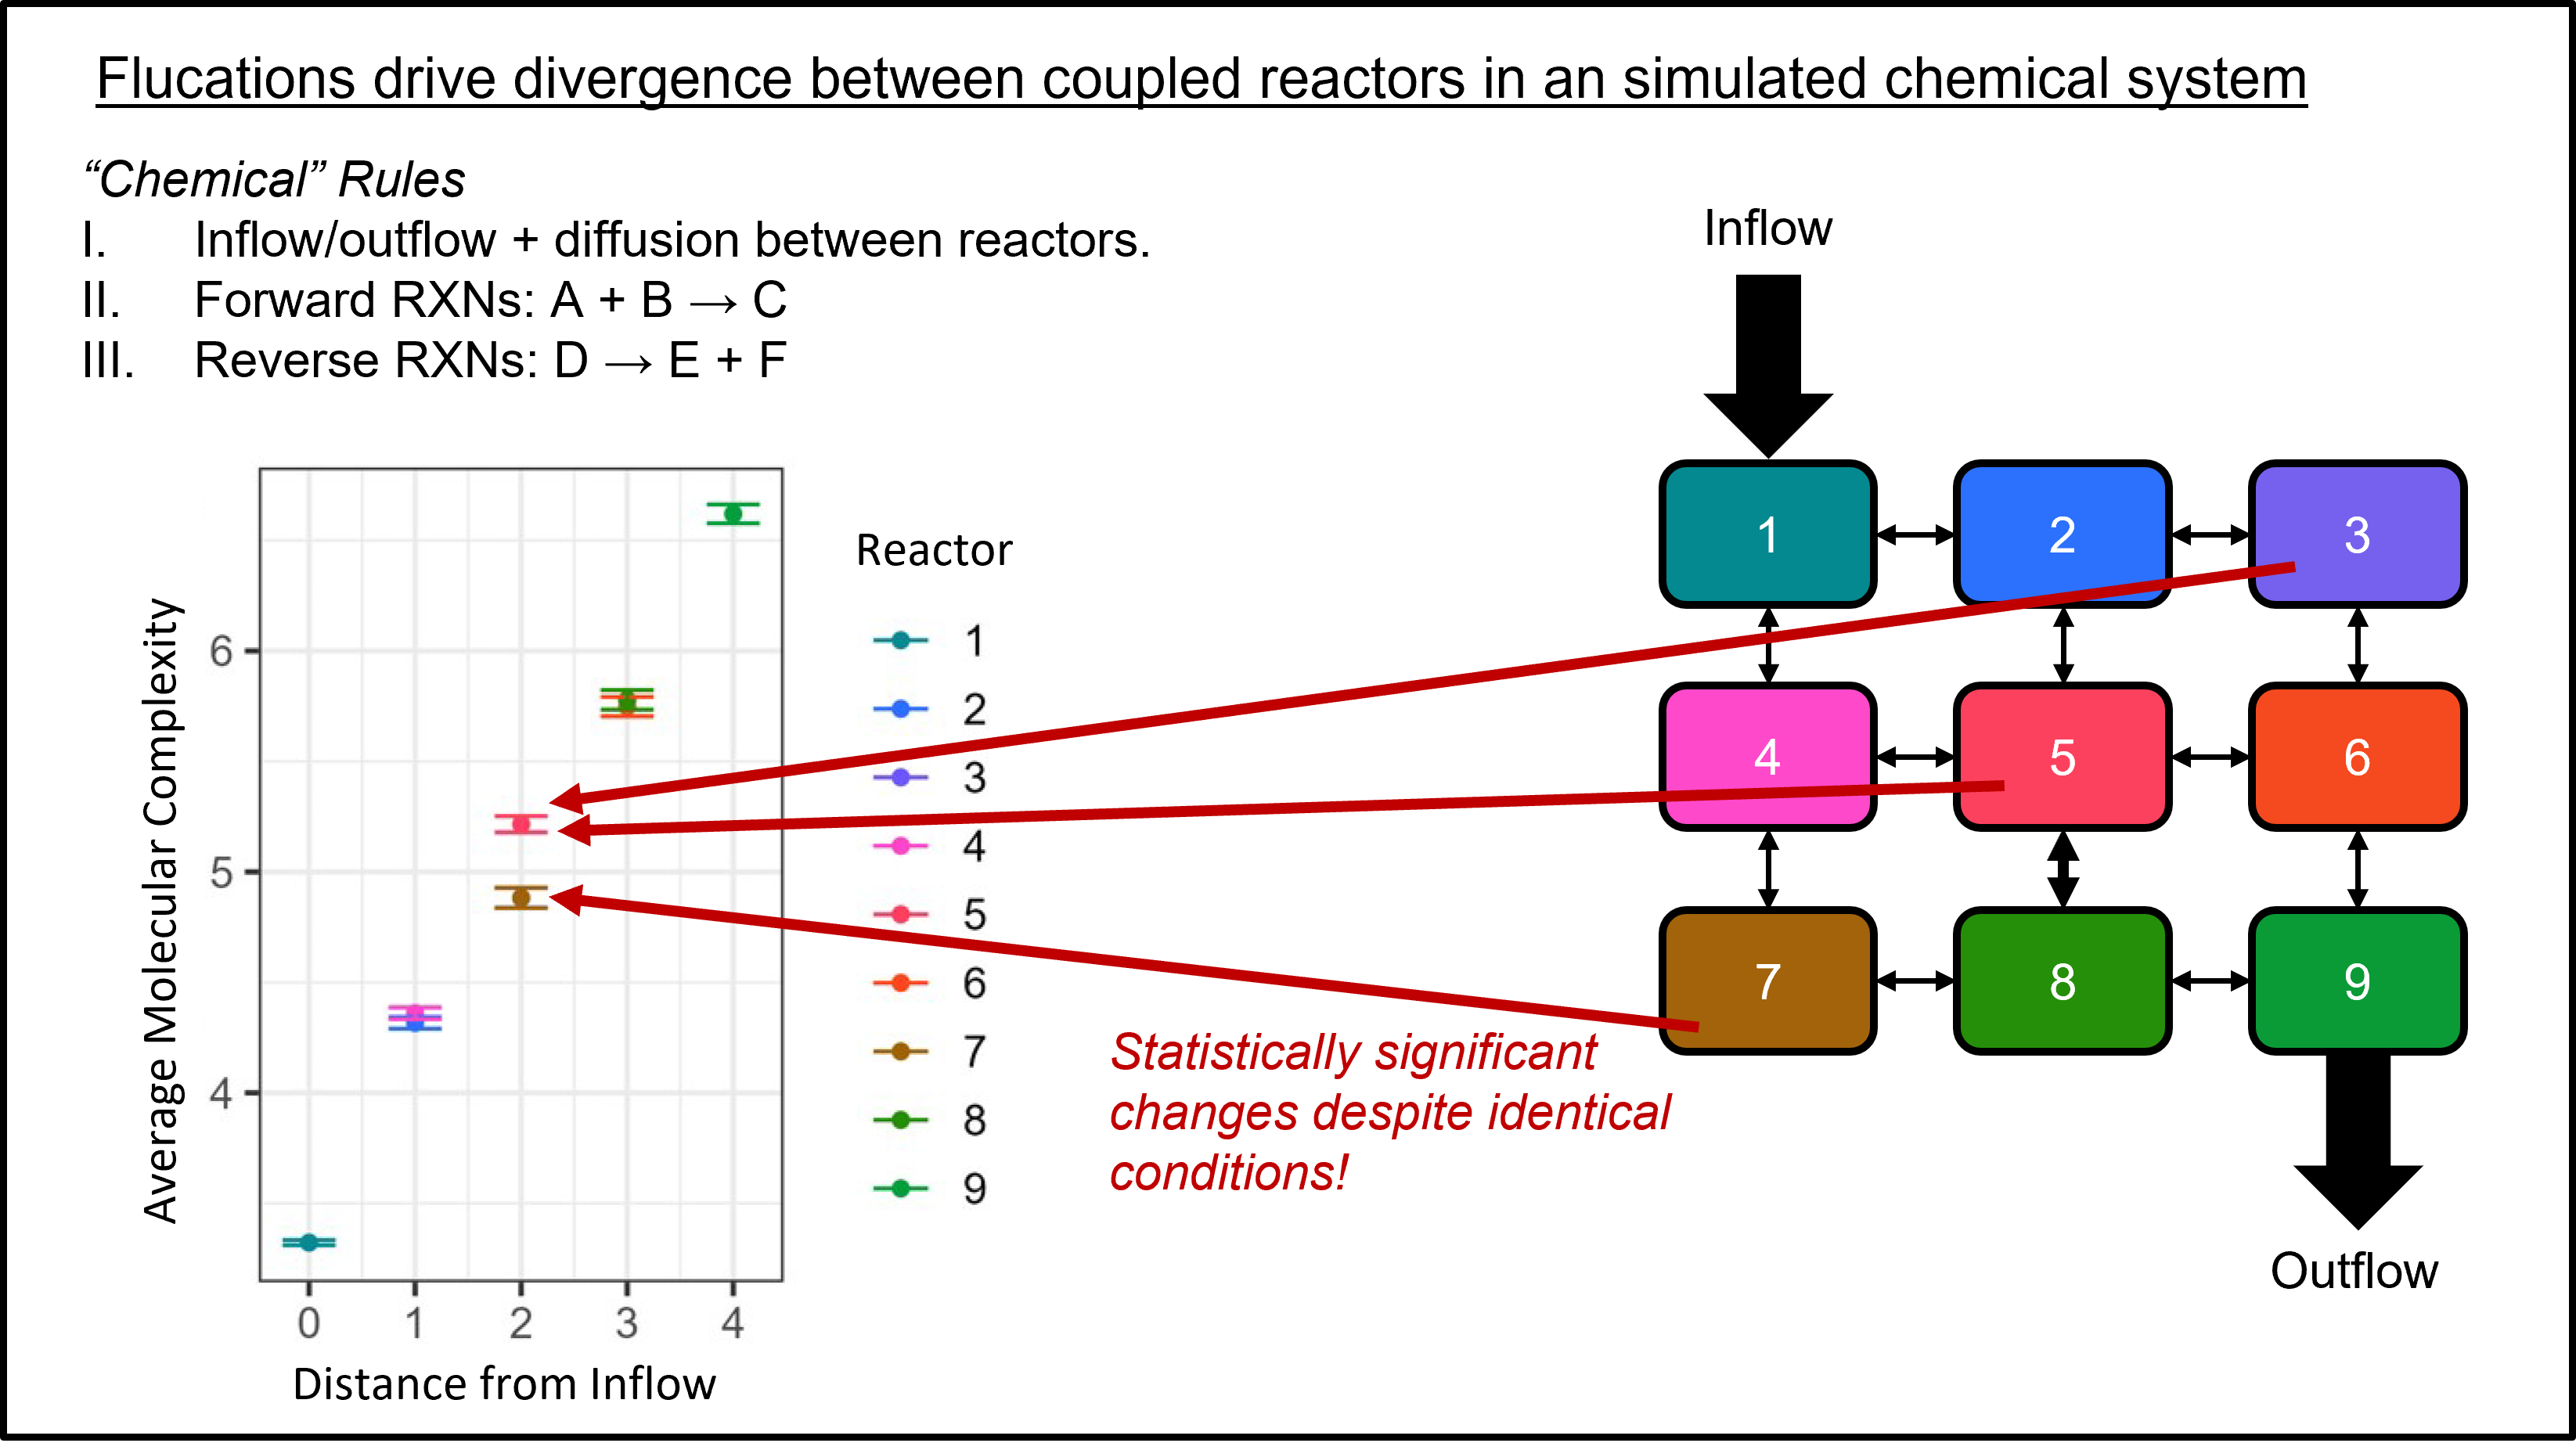 Flucations drive divergence between coupled reactors in an simulated chemical system
“Chemical” Rules
I. Inflow/outflow + diffusion between reactors.
II. Forward RXNs: A + B → C
III. Reverse RXNs: D → E + F
Average Molecular Complexity
6
5
4
0 1 2 3 4
Distance from Inflow
Reactor
1
2
3
4
5
6
7
8
9
Statistically significant
changes despite identical
conditions!
Inflow
1 2 3
4 5 6
7 8 9
Outflow